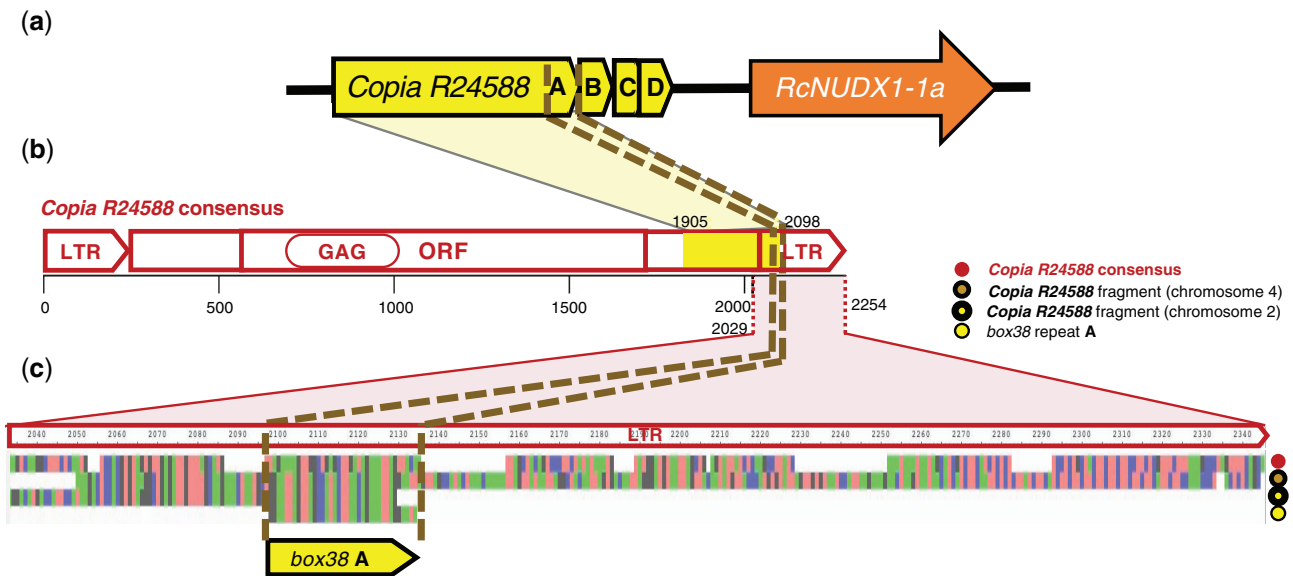 (a)
Copia R24588 A B C D RcNUDX1-1a
(b)
Copia R24588 consensus
1905 2098
LTR GAG ORF LTR
0 500 1000 1500 2000
2029 2254
Copia R24588 consensus
Copia R24588 fragment (chromosome 4)
Copia R24588 fragment (chromosome 2)
box38 repeat A
(c)
LTR
2040 2050 2060 2070 2080 2090 2100 2110 2120 2130 2140 2150 2160 2170 2180 2190 2200 2210 2220 2230 2240 2250 2260 2270 2280 2290 2300 2310 2320 2330 2340
box38 A